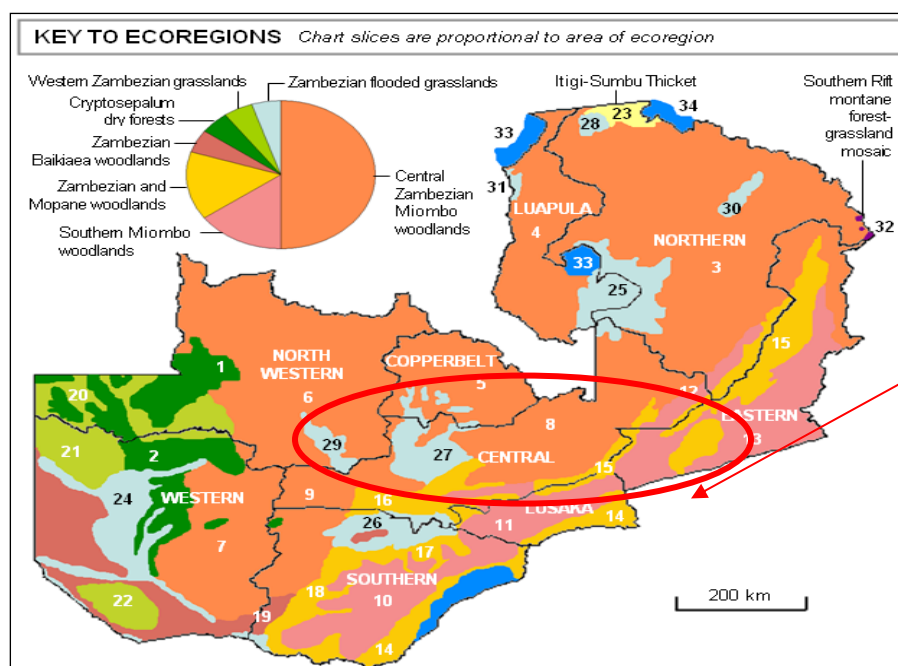 KEY TO ECOREGIONS Chart slices are proportional to area of ecoregion
Western Zambezian grasslands
Zambezian flooded grasslands
Cryptosepalum
dry forests
Zambezian
Baikiaea woodlands
Zambezian and
Mopane woodlands
Southern Miombo
woodlands
Central
Zambezian
Miombo
woodlands
Itigi-Sumbu Thicket
Southern Rift
montane
forest-
grassland
mosaic
33
28
23
34
31
LUAPULA
4
30
32
NORTHERN
3
33
25
15
NORTH
WESTERN
6
COPPERBELT
5
1
20
12
EASTERN
13
8
21
2
29
27
CENTRAL
15
24
WESTERN
7
9
16
LUSAKA
11
14
26
17
SOUTHERN
10
18
22
19
14
200 km